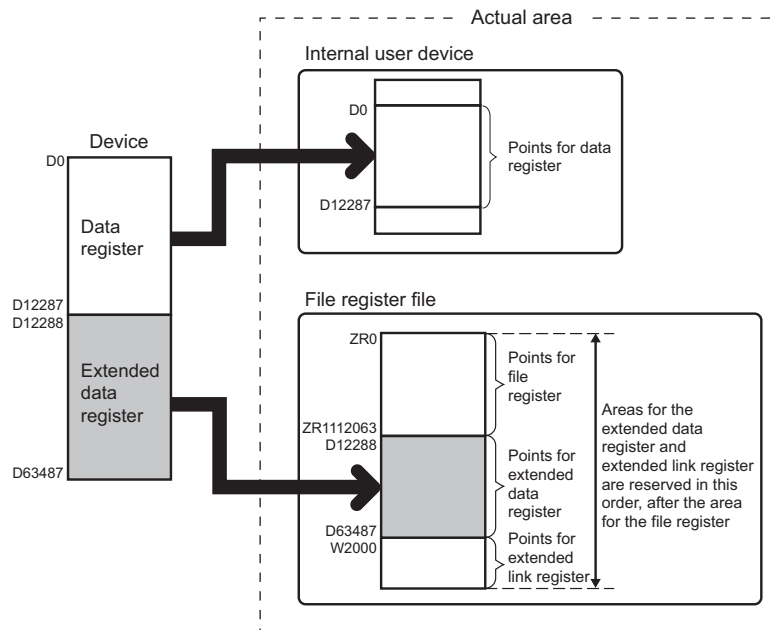 Actual area
Internal user device
D0
Points for data
register
D12287
Device
D0
Data
register
D12287
D12288
Extended
data
register
D63487
File register file
ZR0
Points for
file
register
ZR1112063
D12288
Points for
extended
data
register
D63487
W2000
Points for
extended
link register
Areas for the
extended data
register and
extended link register
are reserved in this
order, after the area
for the file register